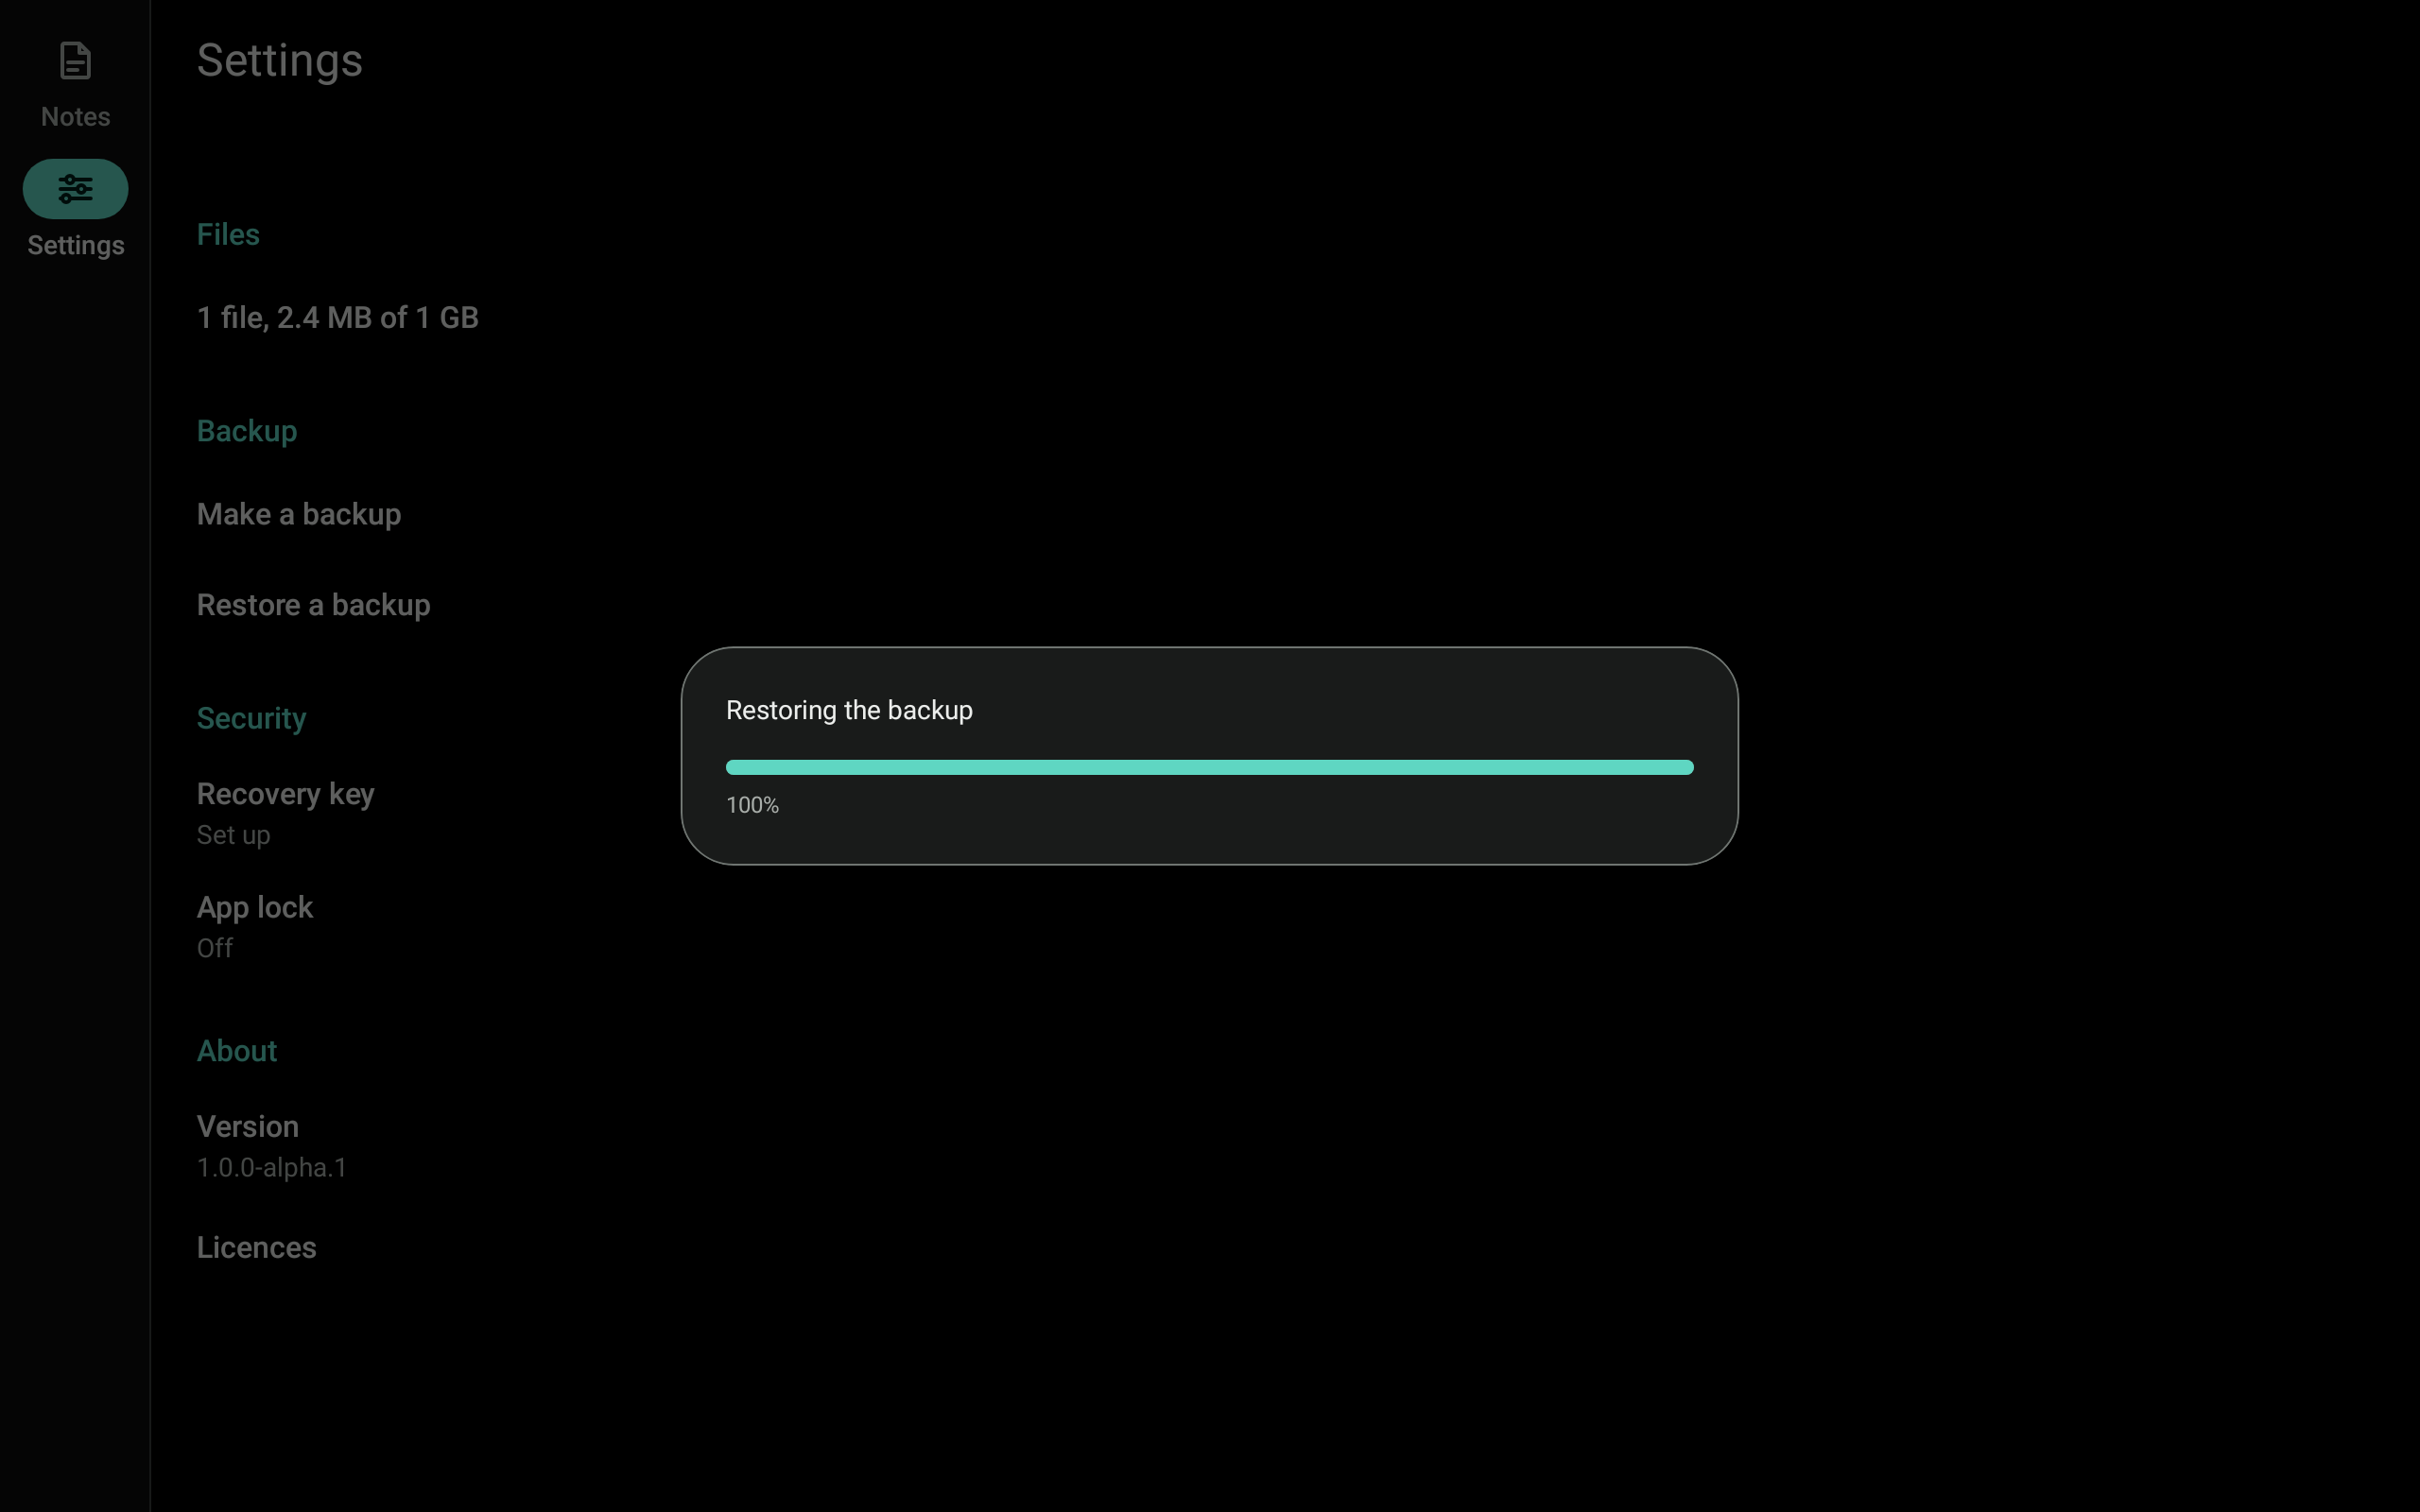 Notes
Settings
Settings
Files
1 file, 2.4 MB of 1 GB
Backup
Make a backup
Restore a backup
Security
Recovery key
Set up
App lock
Off
About
Version
1.0.0-alpha.1
Licences
Restoring the backup
100%